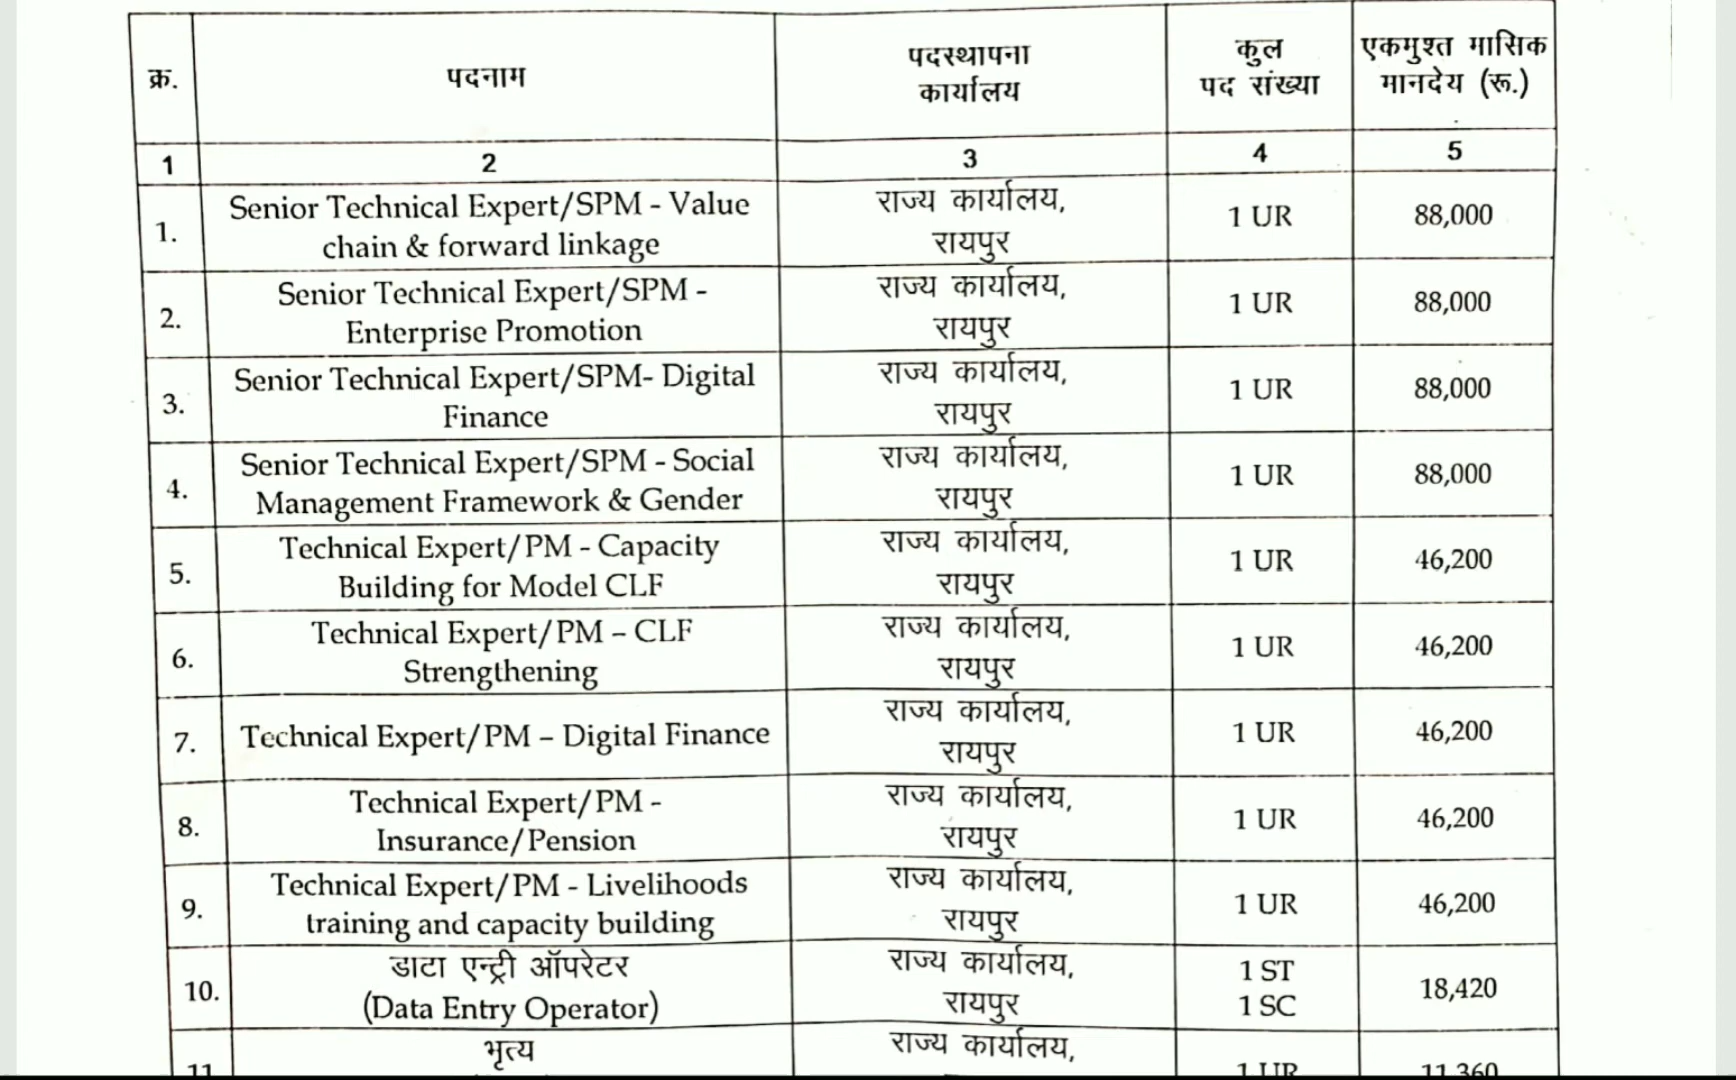 क्र.
पदनाम
पदस्थापना
कार्यालय
कुल
पद संख्या
एकमुश्त मासिक
मानदेय (रू.)
1
2
3
4
5
1.
Senior Technical Expert/SPM - Value
chain & forward linkage
राज्य कार्यालय,
रायपुर
1 UR
88,000
2.
Senior Technical Expert/SPM -
Enterprise Promotion
राज्य कार्यालय,
रायपुर
1 UR
88,000
3.
Senior Technical Expert/SPM- Digital
Finance
राज्य कार्यालय,
रायपुर
1 UR
88,000
4.
Senior Technical Expert/SPM - Social
Management Framework & Gender
राज्य कार्यालय,
रायपुर
1 UR
88,000
5.
Technical Expert/PM - Capacity
Building for Model CLF
राज्य कार्यालय,
रायपुर
1 UR
46,200
6.
Technical Expert/PM – CLF
Strengthening
राज्य कार्यालय,
रायपुर
1 UR
46,200
7.
Technical Expert/PM – Digital Finance
राज्य कार्यालय,
रायपुर
1 UR
46,200
8.
Technical Expert/PM -
Insurance/Pension
राज्य कार्यालय,
रायपुर
1 UR
46,200
9.
Technical Expert/PM - Livelihoods
training and capacity building
राज्य कार्यालय,
रायपुर
1 UR
46,200
10.
डाटा एन्ट्री ऑपरेटर
(Data Entry Operator)
राज्य कार्यालय,
रायपुर
1 ST
1 SC
18,420
11
भृत्य
राज्य कार्यालय,
1 UR
11,360